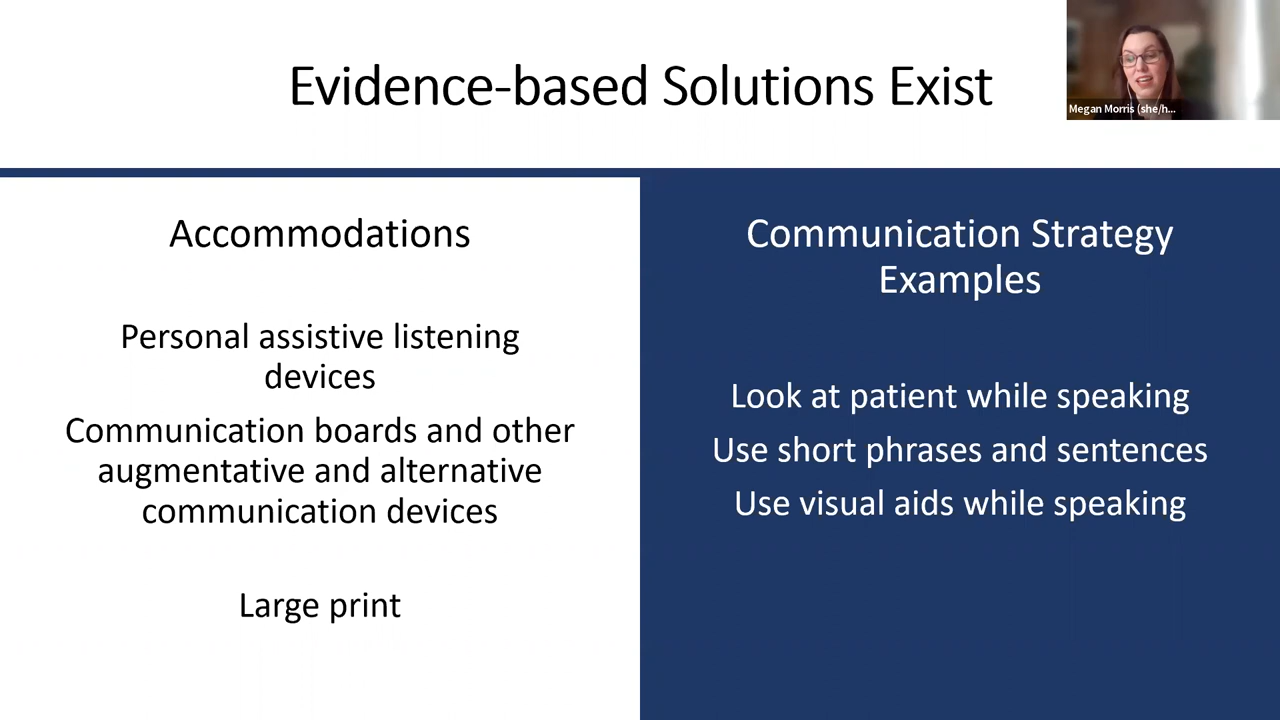 Evidence-based Solutions Exist
Megan Morris (she/h...
Accommodations
Personal assistive listening
devices
Communication boards and other
augmentative and alternative
communication devices
Large print
Communication Strategy
Examples
Look at patient while speaking
Use short phrases and sentences
Use visual aids while speaking